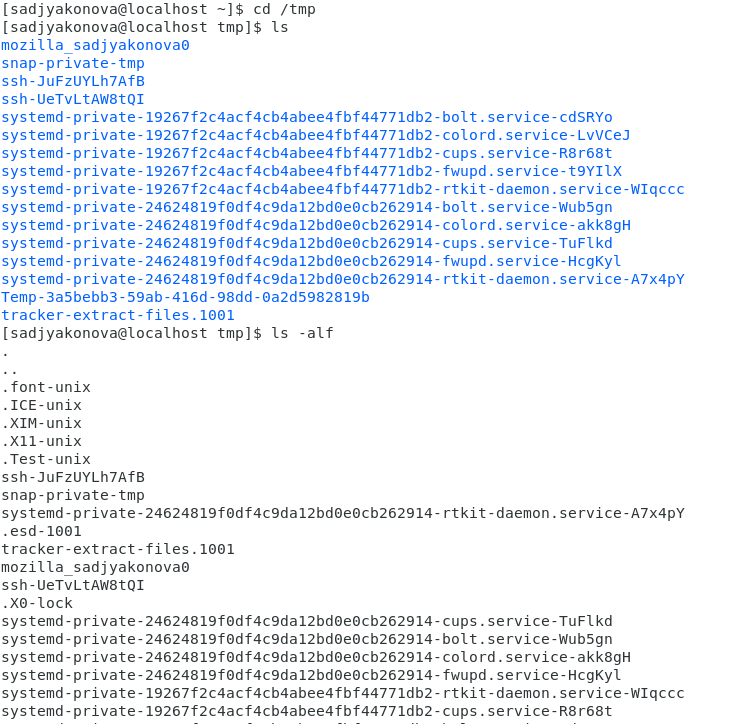 [sadjyakonova@localhost ~]$ cd /tmp
[sadjyakonova@localhost tmp]$ ls
mozilla_sadjyakonova0
snap-private-tmp
ssh-JuFzUYLh7AfB
ssh-UeTvLtAW8tQI
systemd-private-19267f2c4acf4cb4abee4fbf44771db2-bolt.service-cdSRYo
systemd-private-19267f2c4acf4cb4abee4fbf44771db2-colord.service-LvVCeJ
systemd-private-19267f2c4acf4cb4abee4fbf44771db2-cups.service-R8r68t
systemd-private-19267f2c4acf4cb4abee4fbf44771db2-fwupd.service-t9YIlX
systemd-private-19267f2c4acf4cb4abee4fbf44771db2-rtkit-daemon.service-WIqccc
systemd-private-24624819f0df4c9da12bd0e0cb262914-bolt.service-Wub5gn
systemd-private-24624819f0df4c9da12bd0e0cb262914-colord.service-akk8gH
systemd-private-24624819f0df4c9da12bd0e0cb262914-cups.service-TuFlkd
systemd-private-24624819f0df4c9da12bd0e0cb262914-fwupd.service-HcgKyl
systemd-private-24624819f0df4c9da12bd0e0cb262914-rtkit-daemon.service-A7x4pY
Temp-3a5bebb3-59ab-416d-98dd-0a2d5982819b
tracker-extract-files.1001
[sadjyakonova@localhost tmp]$ ls -alf
.
..
.font-unix
.ICE-unix
.XIM-unix
.X11-unix
.Test-unix
ssh-JuFzUYLh7AfB
snap-private-tmp
systemd-private-24624819f0df4c9da12bd0e0cb262914-rtkit-daemon.service-A7x4pY
.esd-1001
tracker-extract-files.1001
mozilla_sadjyakonova0
ssh-UeTvLtAW8tQI
.X0-lock
systemd-private-24624819f0df4c9da12bd0e0cb262914-cups.service-TuFlkd
systemd-private-24624819f0df4c9da12bd0e0cb262914-bolt.service-Wub5gn
systemd-private-24624819f0df4c9da12bd0e0cb262914-colord.service-akk8gH
systemd-private-24624819f0df4c9da12bd0e0cb262914-fwupd.service-HcgKyl
systemd-private-19267f2c4acf4cb4abee4fbf44771db2-rtkit-daemon.service-WIqccc
systemd-private-19267f2c4acf4cb4abee4fbf44771db2-cups.service-R8r68t